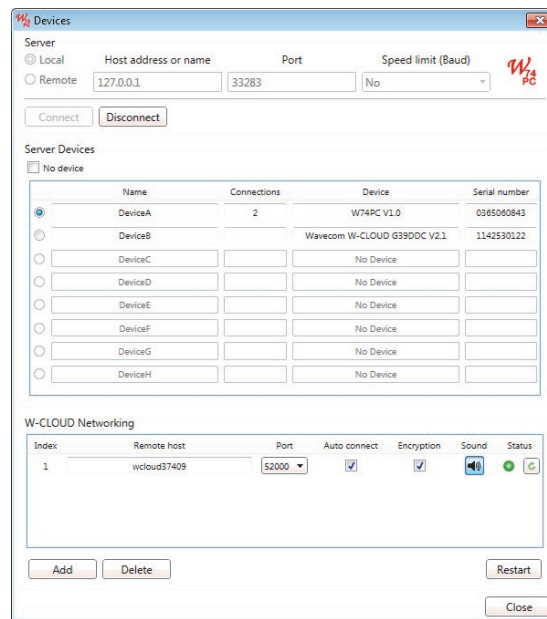 W74PC Devices
Server
Local Host address or name Port Speed limit (Baud)
Remote 127.0.0.1 33283 No
W74PC
Connect Disconnect
Server Devices
No device
Name Connections Device Serial number
DeviceA 2 W74PC V1.0 0365060843
DeviceB Wavecom W-CLOUD G39DDC V2.1 1142530122
DeviceC No Device
DeviceD No Device
DeviceE No Device
DeviceF No Device
DeviceG No Device
DeviceH No Device
W-CLOUD Networking
Index Remote host Port Auto connect Encryption Sound Status
1 wcloud37409 52000
Add Delete Restart
Close